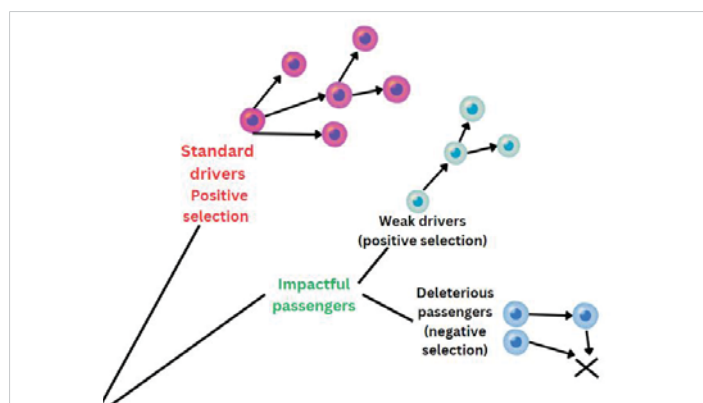 Standard
drivers
Positive
selection
Weak drivers
(positive selection)
Impactful
passengers
Deleterious
passengers
(negative
selection)